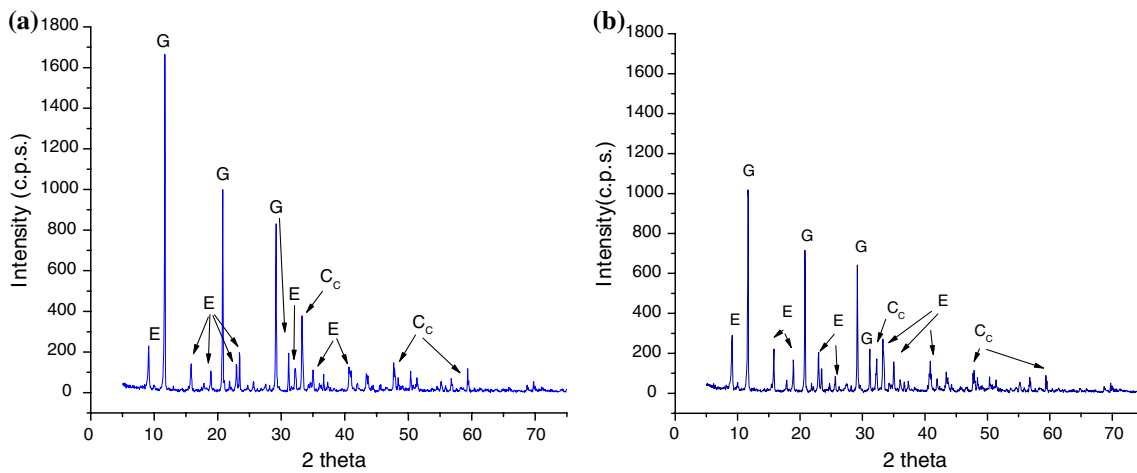 (a)
1800
1600
1400
1200
1000
800
600
400
200
0
Intensity (c.p.s.)
G
G
G
E
E
E
E
C_C
C_C
0 10 20 30 40 50 60 70
2 theta
(b)
1800
1600
1400
1200
1000
800
600
400
200
0
Intensity(c.p.s.)
G
G
G
E
E
E
G
C_C
E
C_C
0 10 20 30 40 50 60 70
2 theta